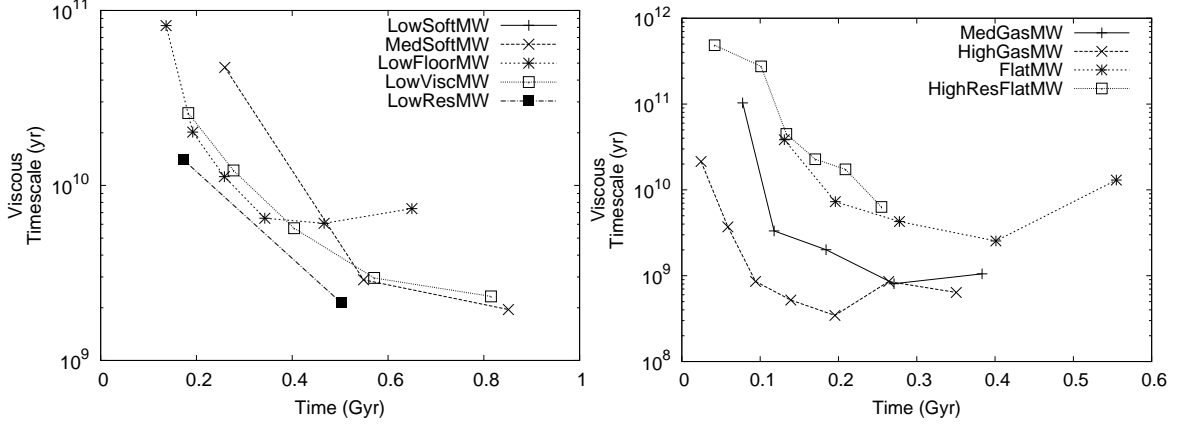 10^11
10^10
10^9
Viscous
Timescale (yr)
0
0.2
0.4
0.6
0.8
1
Time (Gyr)
LowSoftMW
MedSoftMW
LowFloorMW
LowViscMW
LowResMW
10^12
10^11
10^10
10^9
10^8
Viscous
Timescale (yr)
0
0.1
0.2
0.3
0.4
0.5
0.6
Time (Gyr)
MedGasMW
HighGasMW
FlatMW
HighResFlatMW